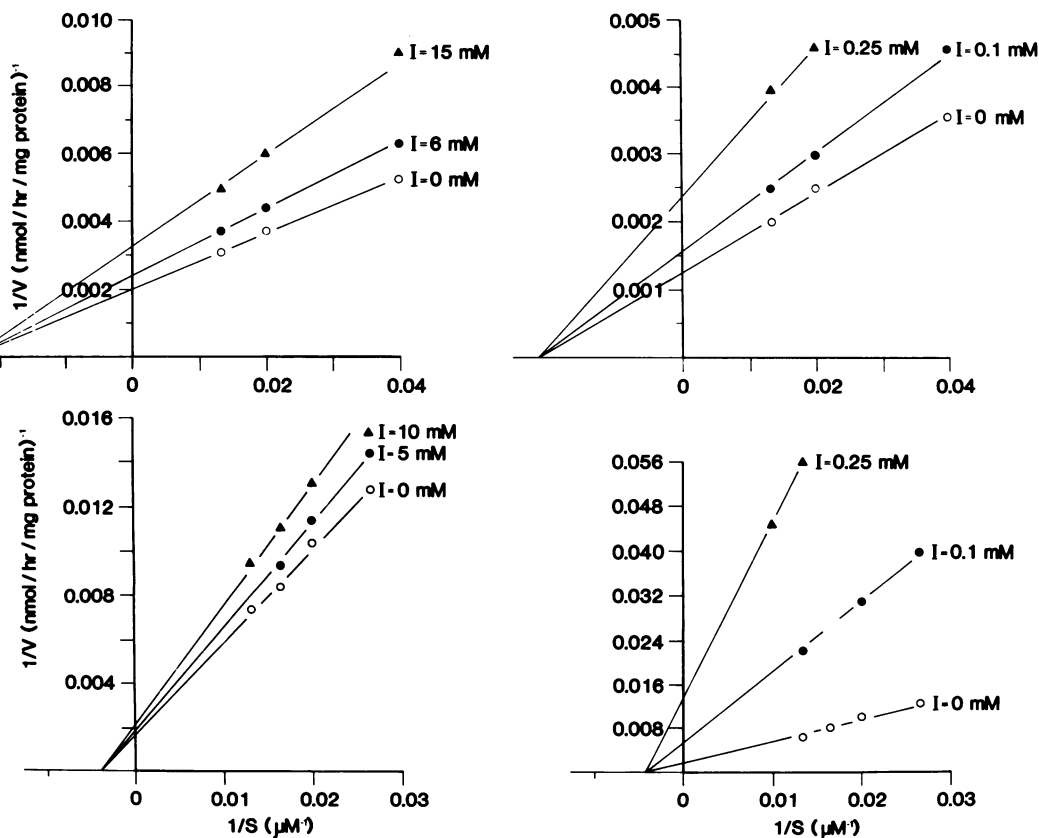 0.010
0.008
0.006
0.004
0.002
1/V (nmol/hr/mg protein)⁻¹
I=15 mM
I=6 mM
I=0 mM
0
0.02
0.04
0.005
0.004
0.003
0.002
0.001
I=0.25 mM
I=0.1 mM
I=0 mM
0
0.02
0.04
0.016
0.012
0.008
0.004
1/V (nmol/hr/mg protein)⁻¹
I=10 mM
I=5 mM
I=0 mM
0
0.01
0.02
0.03
1/S (μM⁻¹)
0.056
0.048
0.040
0.032
0.024
0.016
0.008
I=0.25 mM
I=0.1 mM
I=0 mM
0
0.01
0.02
0.03
1/S (μM⁻¹)